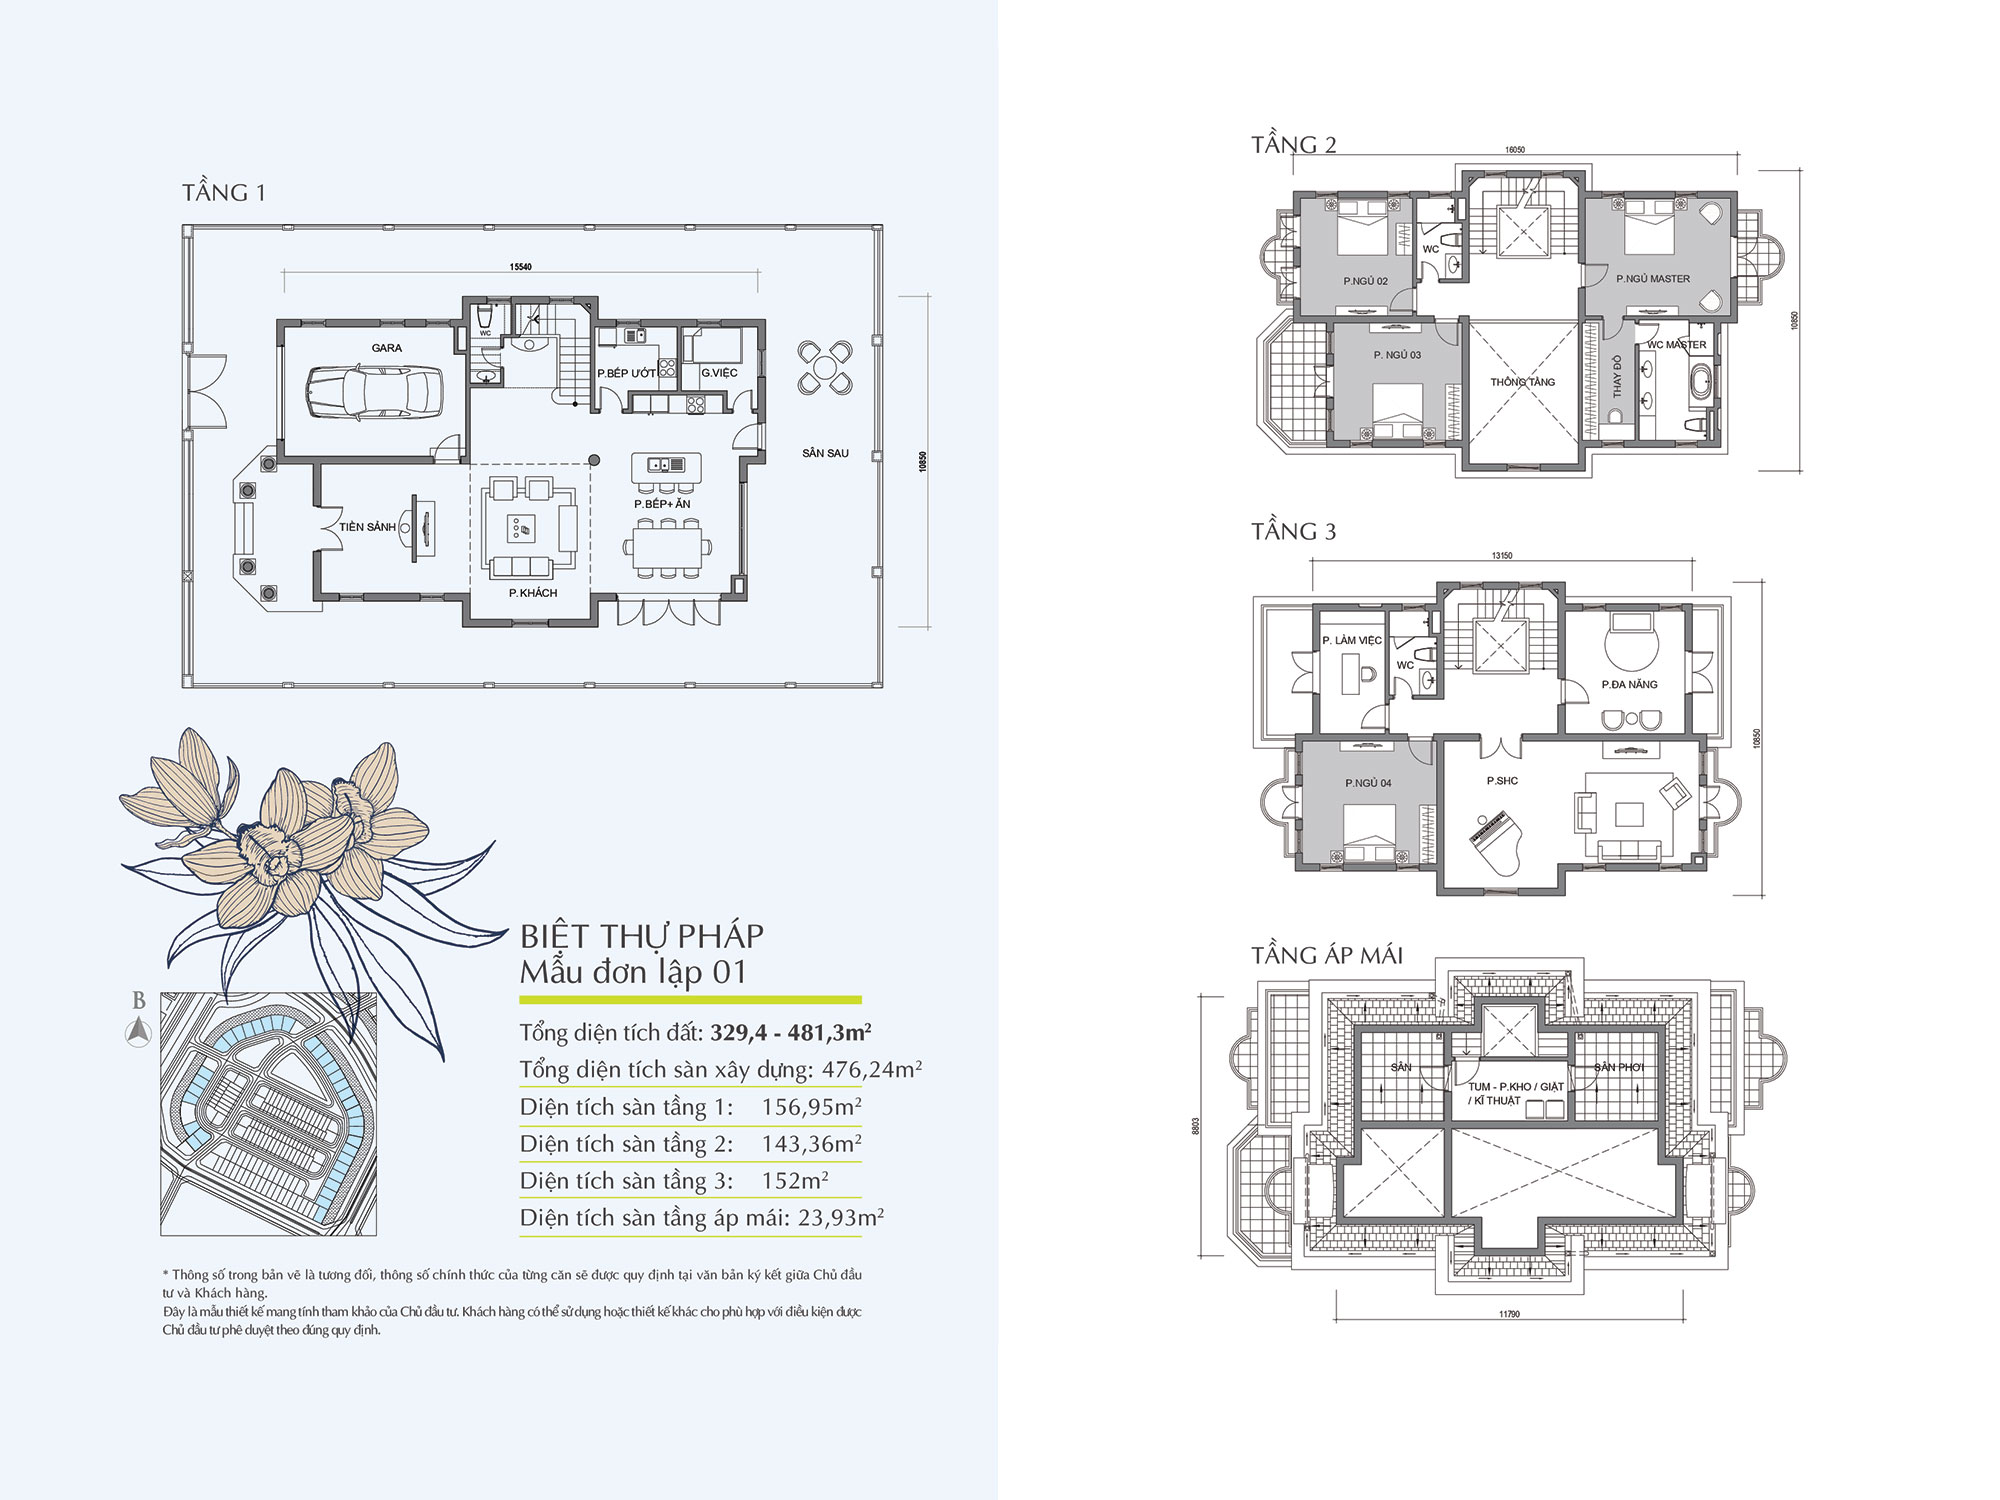 TẦNG 1
15540
10850
GARA
WC
P.BẾP ƯỚT
G.VIỆC
SÂN SAU
P.BẾP+ ĂN
TIỀN SẢNH
P. KHÁCH
B
BIỆT THỰ PHÁP
Mẫu đơn lập 01
Tổng diện tích đất: 329,4 - 481,3m²
Tổng diện tích sàn xây dựng: 476,24m²
Diện tích sàn tầng 1: 156,95m²
Diện tích sàn tầng 2: 143,36m²
Diện tích sàn tầng 3: 152m²
Diện tích sàn tầng áp mái: 23,93m²
* Thông số trong bản vẽ là tương đối, thông số chính thức của từng căn sẽ được quy định tại văn bản ký kết giữa Chủ đầu
tư và Khách hàng.
Đây là mẫu thiết kế mang tính tham khảo của Chủ đầu tư. Khách hàng có thể sử dụng hoặc thiết kế khác cho phù hợp với điều kiện được
Chủ đầu tư phê duyệt theo đúng quy định.
TẦNG 2
16050
10850
WC
P.NGỦ 02
P.NGỦ MASTER
P. NGỦ 03
WC MASTER
THÔNG TẦNG
THAY ĐỒ
TẦNG 3
13150
10850
P. LÀM VIỆC
WC
P.ĐA NĂNG
P.NGỦ 04
P.SHC
TẦNG ÁP MÁI
8803
SÂN
SÂN PHƠI
TUM - P.KHO / GIẶT
/ KĨ THUẬT
11790